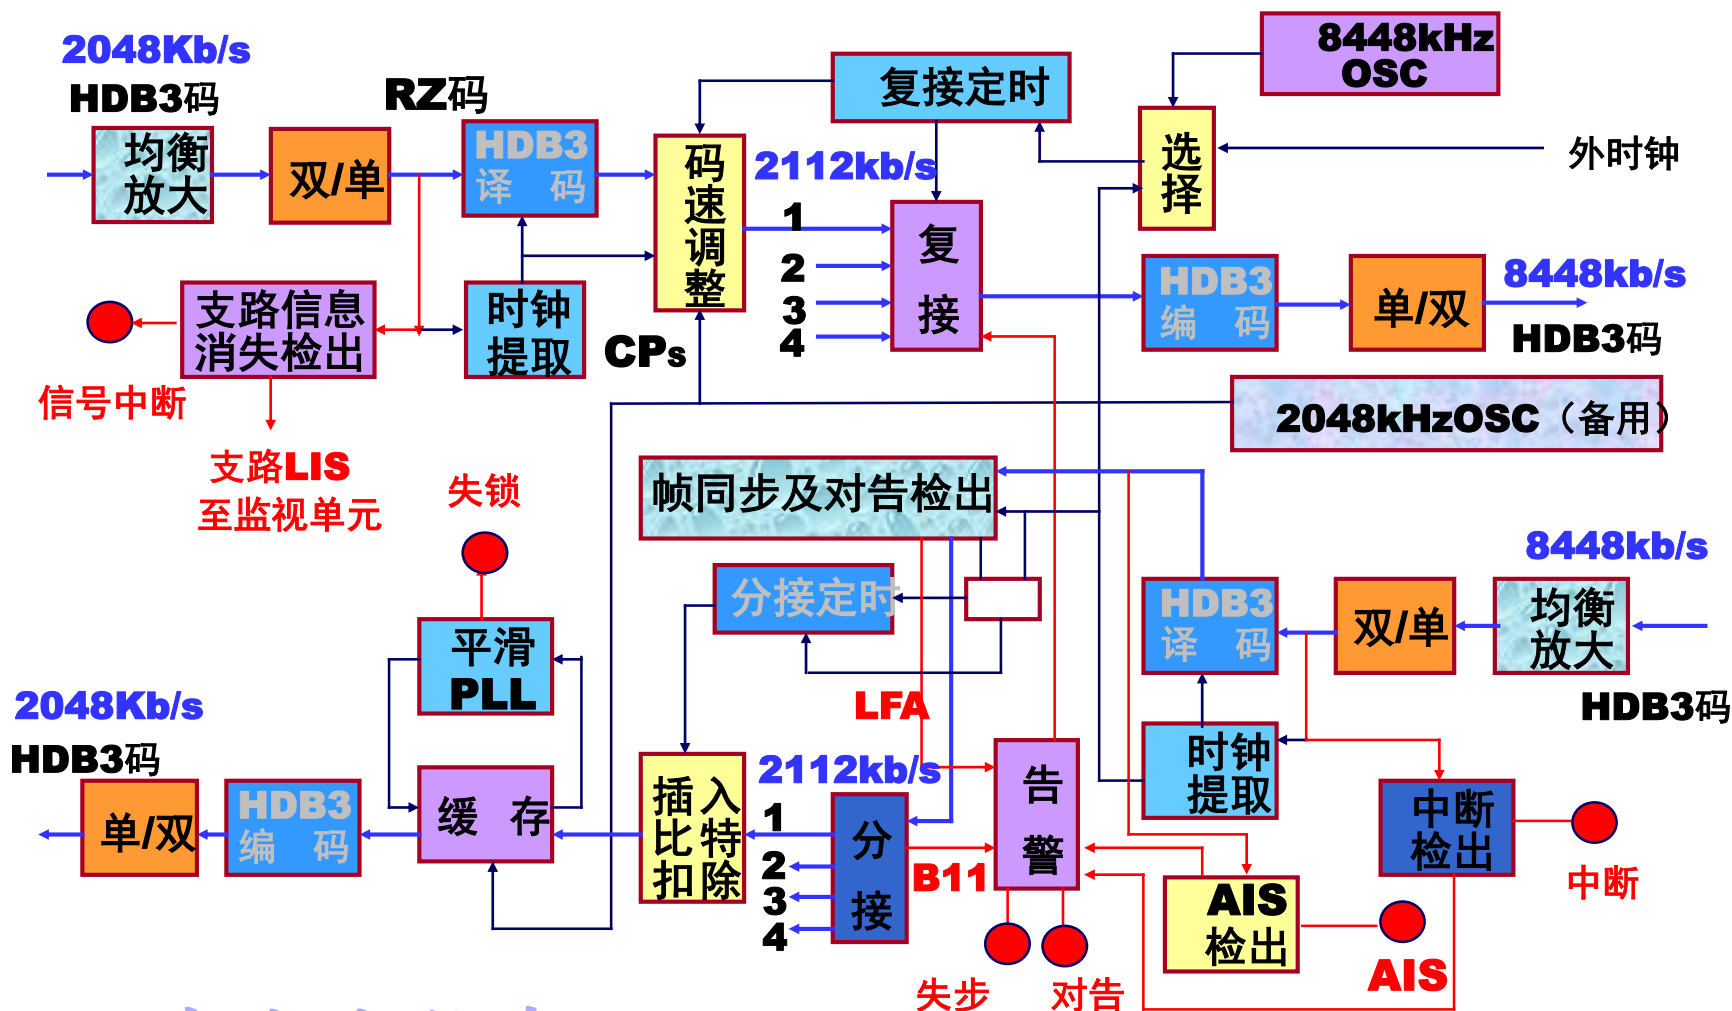 2048Kb/s
HDB3码
均衡
放大
双/单
RZ码
HDB3
译 码
码
速
调
整
复接定时
8448kHz
OSC
选
择
外时钟
2112kb/s
1
2
3
4
复
接
HDB3
编 码
单/双
8448kb/s
HDB3码
支路信息
消失检出
信号中断
支路LIS
至监视单元
时钟
提取
CPs
2048kHzOSC（备用）
失锁
帧同步及对告检出
分接定时
8448kb/s
HDB3
译 码
双/单
均衡
放大
HDB3码
平滑
PLL
LFA
2048Kb/s
HDB3码
单/双
HDB3
编 码
缓 存
插入
比特
扣除
2112kb/s
1
2
3
4
分
接
B11
告
警
时钟
提取
中断
检出
中断
AIS
检出
AIS
失步
对告